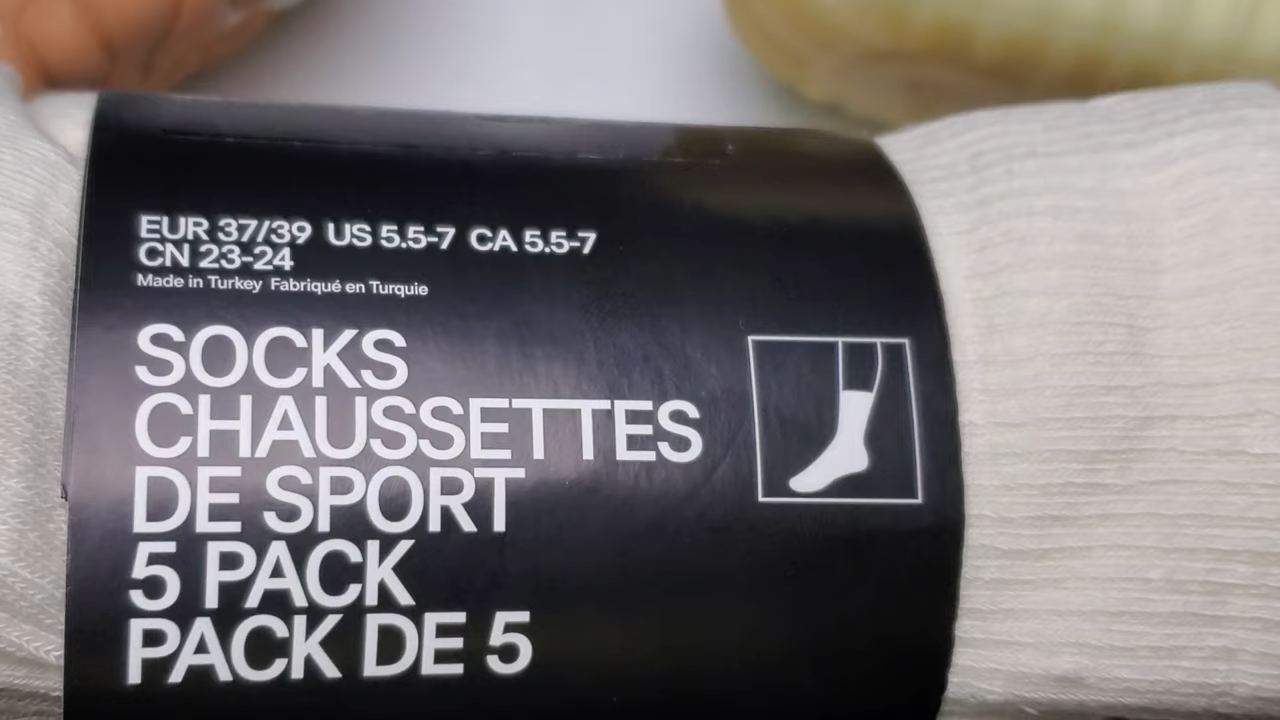 EUR 37/39 US 5.5-7 CA 5.5-7
CN 23-24
Made in Turkey Fabriqué en Turquie
SOCKS
CHAUSSETTES
DE SPORT
5 PACK
PACK DE 5